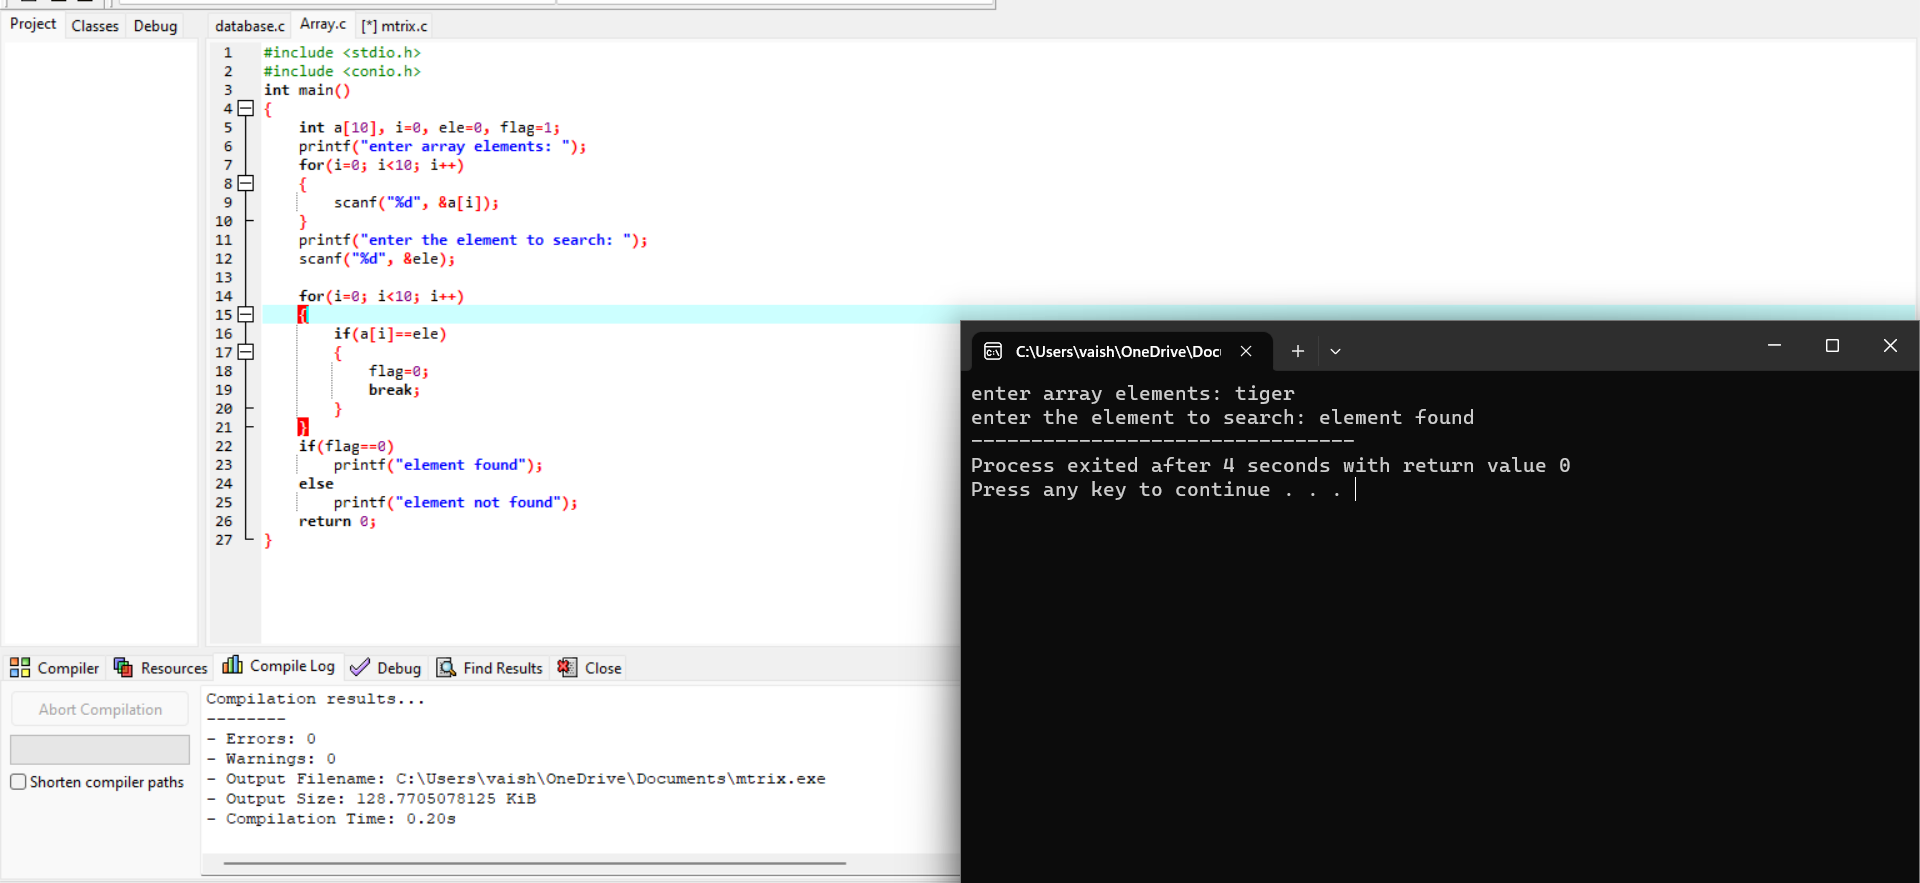 Project Classes Debug
database.c Array.c [*] mtrix.c
1 #include <stdio.h>
2 #include <conio.h>
3 int main()
4 {
5 int a[10], i=0, ele=0, flag=1;
6 printf("enter array elements: ");
7 for(i=0; i<10; i++)
8 {
9 scanf("%d", &a[i]);
10 }
11 printf("enter the element to search: ");
12 scanf("%d", &ele);
13
14 for(i=0; i<10; i++)
15 {
16 if(a[i]==ele)
17 {
18 flag=0;
19 break;
20 }
21 }
22 if(flag==0)
23 printf("element found");
24 else
25 printf("element not found");
26 return 0;
27 }
C:\Users\vaish\OneDrive\Doc
enter array elements: tiger
enter the element to search: element found
--------------------------------
Process exited after 4 seconds with return value 0
Press any key to continue . . .
Compiler Resources Compile Log Debug Find Results Close
Abort Compilation
Shorten compiler paths
Compilation results...
--------
- Errors: 0
- Warnings: 0
- Output Filename: C:\Users\vaish\OneDrive\Documents\mtrix.exe
- Output Size: 128.7705078125 KiB
- Compilation Time: 0.20s